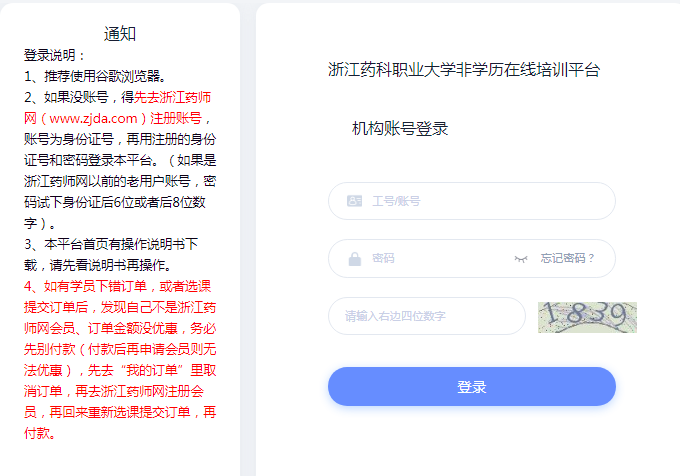 通知
登录说明：
1、推荐使用谷歌浏览器。
2、如果没账号，得先去浙江药师
网（www.zjda.com）注册账号，
账号为身份证号，再用注册的身份
证号和密码登录本平台。（如果是
浙江药师网以前的老用户账号，密
码试下身份证后6位或者后8位数
字）。
3、本平台首页有操作说明书下
载，请先看说明书再操作。
4、如有学员下错订单，或者选课
提交订单后，发现自己不是浙江药
师网会员、订单金额没优惠，务必
先别付款（付款后再申请会员则无
法优惠），先去“我的订单”里取
消订单，再去浙江药师网注册会
员，再回来重新选课提交订单，再
付款。
浙江药科职业大学非学历在线培训平台
机构账号登录
工号/账号
密码
忘记密码？
请输入右边四位数字
1839
登录